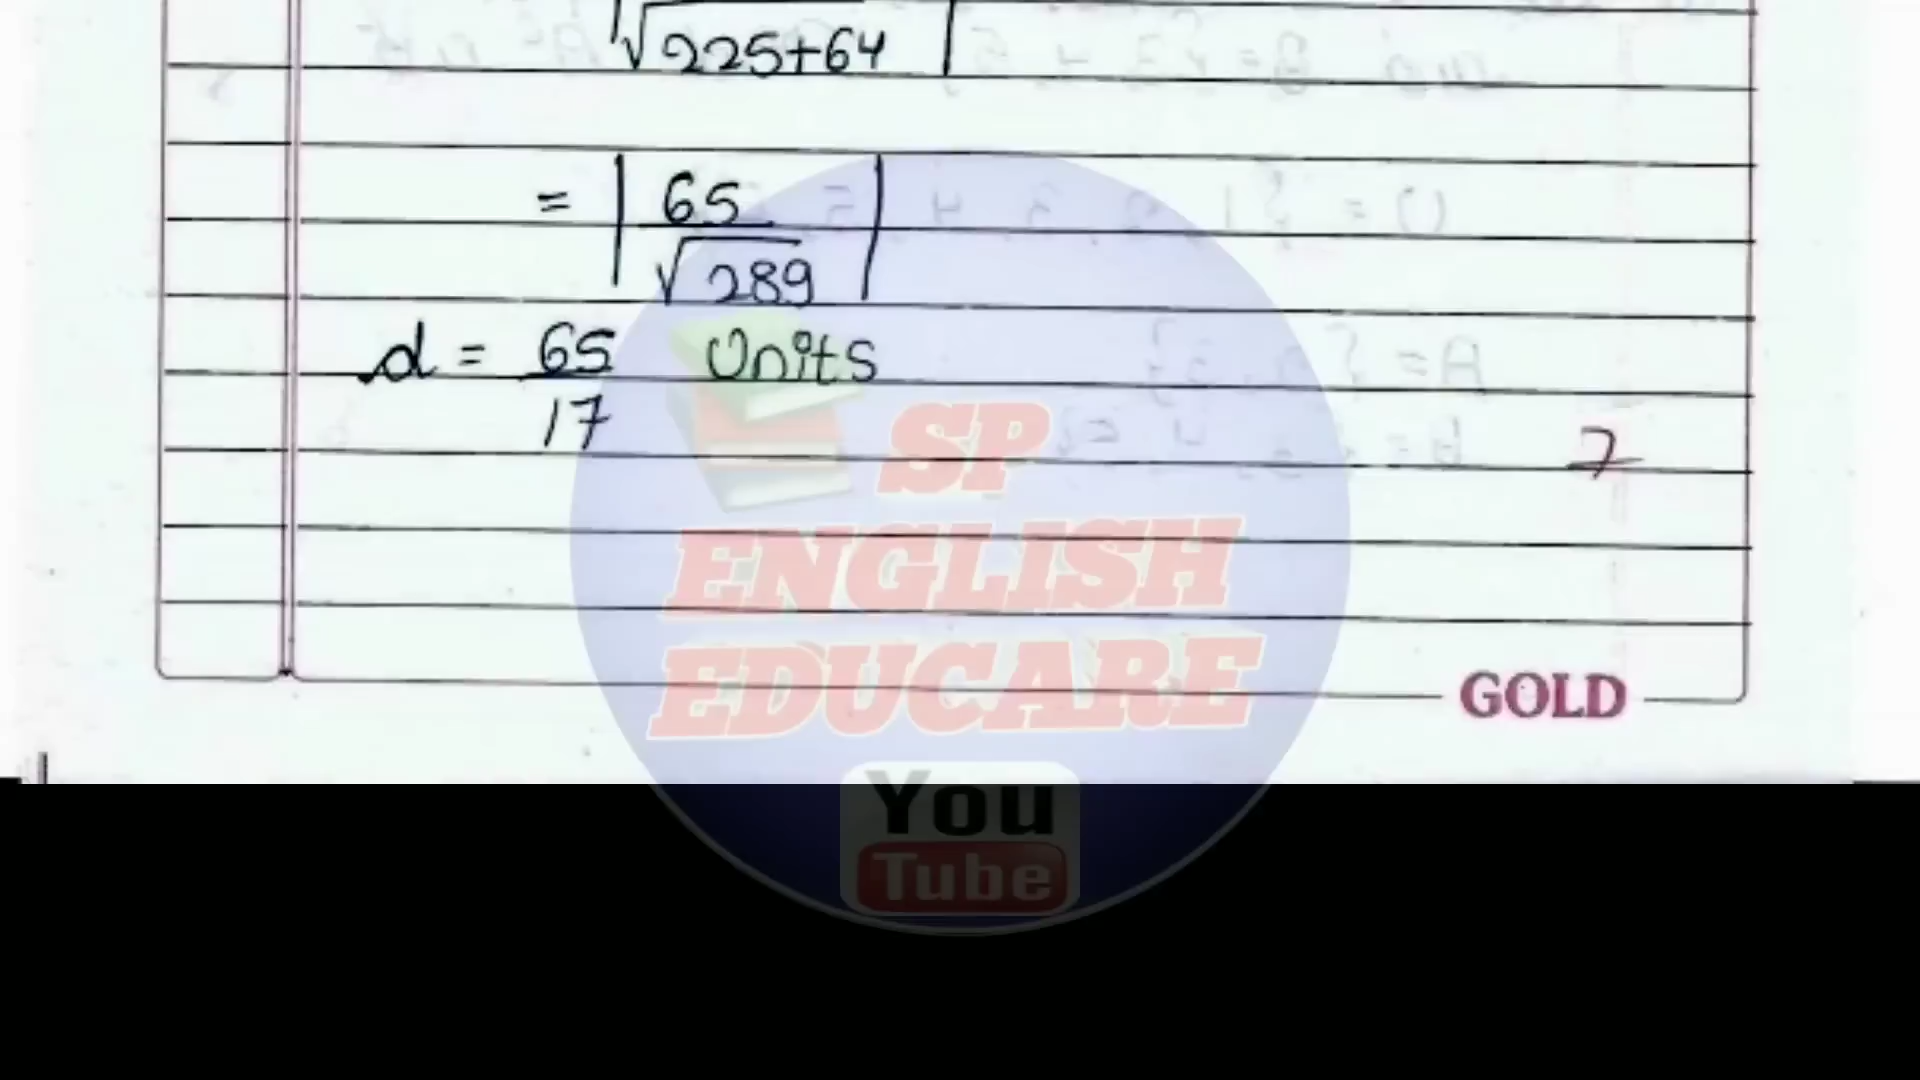 √225+64
= | 65 / √289 |
d = 65/17 Units
7
SP
ENGLISH
EDUCARE
GOLD
You
Tube